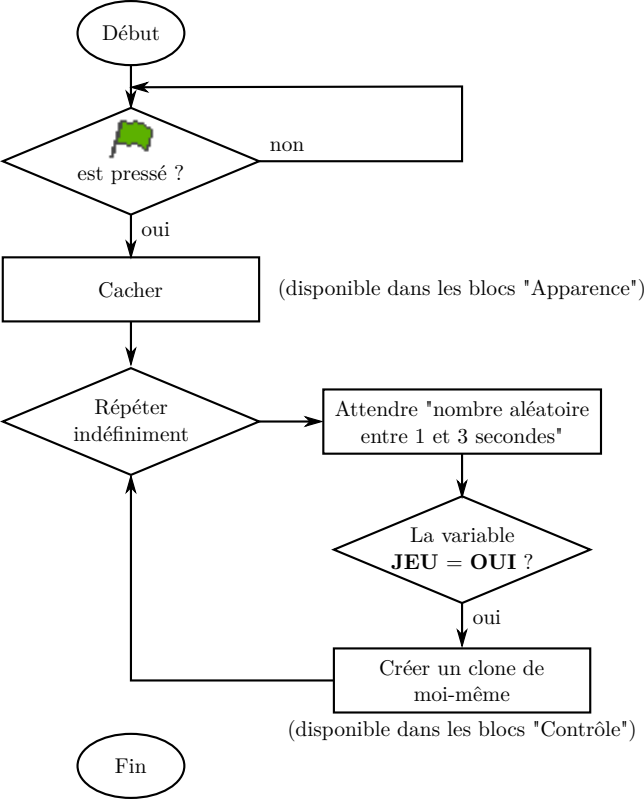 Début
est pressé ?
non
oui
Cacher
(disponible dans les blocs "Apparence")
Répéter
indéfiniment
Attendre "nombre aléatoire
entre 1 et 3 secondes"
La variable
JEU = OUI ?
oui
Créer un clone de
moi-même
(disponible dans les blocs "Contrôle")
Fin